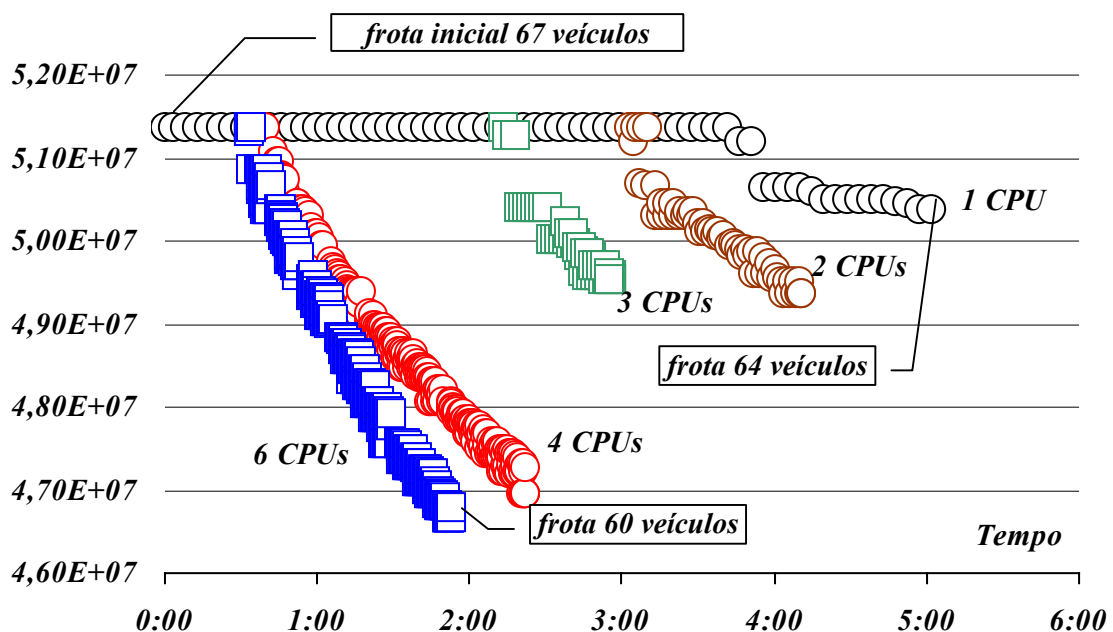 frota inicial 67 veículos
5,20E+07
5,10E+07
1 CPU
5,00E+07
2 CPUs
3 CPUs
4,90E+07
frota 64 veículos
4,80E+07
4 CPUs
6 CPUs
4,70E+07
frota 60 veículos
Tempo
4,60E+07
0:00 1:00 2:00 3:00 4:00 5:00 6:00